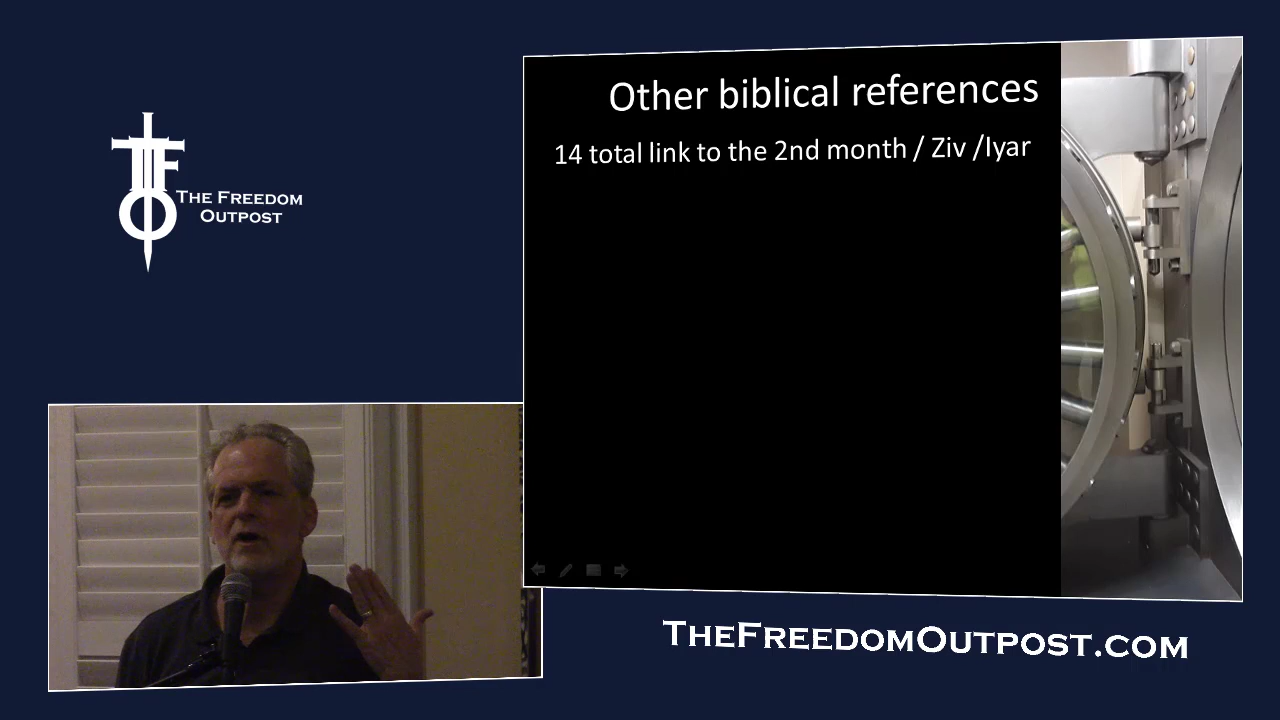 TF
THE FREEDOM
OUTPOST
Other biblical references
14 total link to the 2nd month / Ziv /Iyar
THEFREEDOMOUTPOST.COM